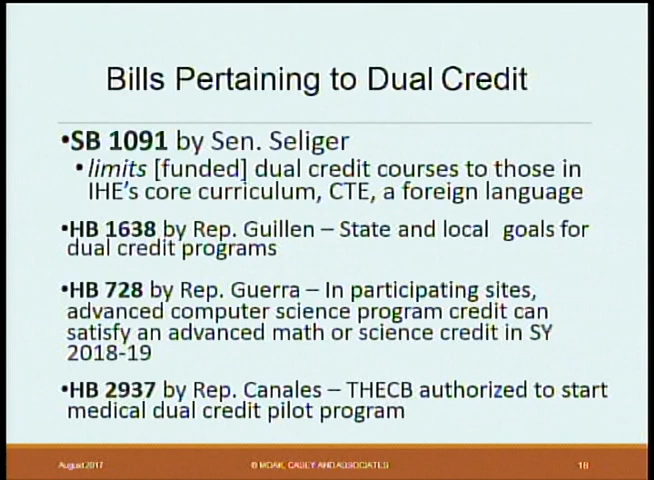 Bills Pertaining to Dual Credit
•SB 1091 by Sen. Seliger
• limits [funded] dual credit courses to those in
IHE's core curriculum, CTE, a foreign language
•HB 1638 by Rep. Guillen – State and local goals for
dual credit programs
•HB 728 by Rep. Guerra – In participating sites,
advanced computer science program credit can
satisfy an advanced math or science credit in SY
2018-19
•HB 2937 by Rep. Canales – THECB authorized to start
medical dual credit pilot program
August 2017
© MOAK, CASEY AND ASSOCIATES
18